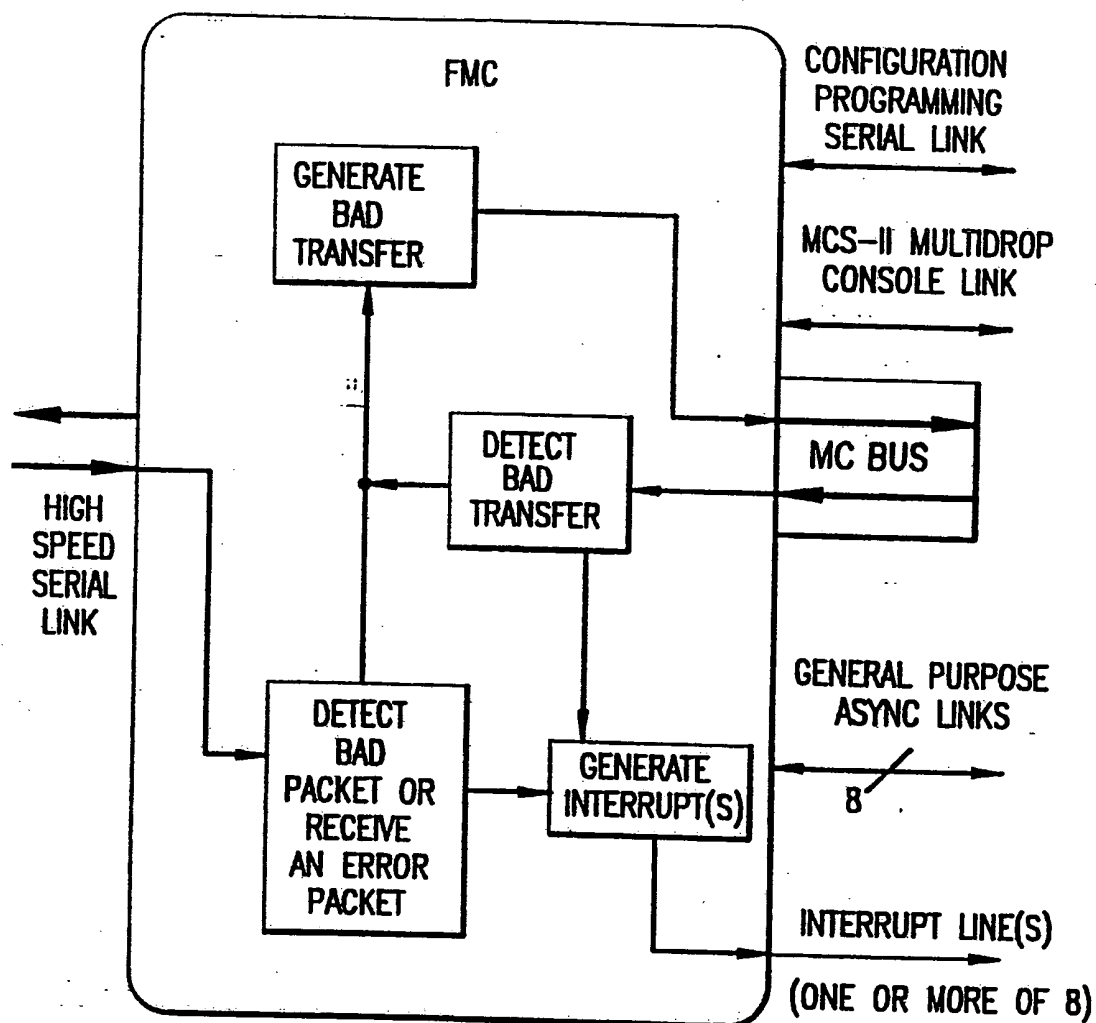 FMC
CONFIGURATION
PROGRAMMING
SERIAL LINK
GENERATE
BAD
TRANSFER
MCS-II MULTIDROP
CONSOLE LINK
DETECT
BAD
TRANSFER
MC BUS
HIGH
SPEED
SERIAL
LINK
DETECT
BAD
PACKET OR
RECEIVE
AN ERROR
PACKET
GENERATE
INTERRUPT(S)
GENERAL PURPOSE
ASYNC LINKS
8
INTERRUPT LINE(S)
(ONE OR MORE OF 8)